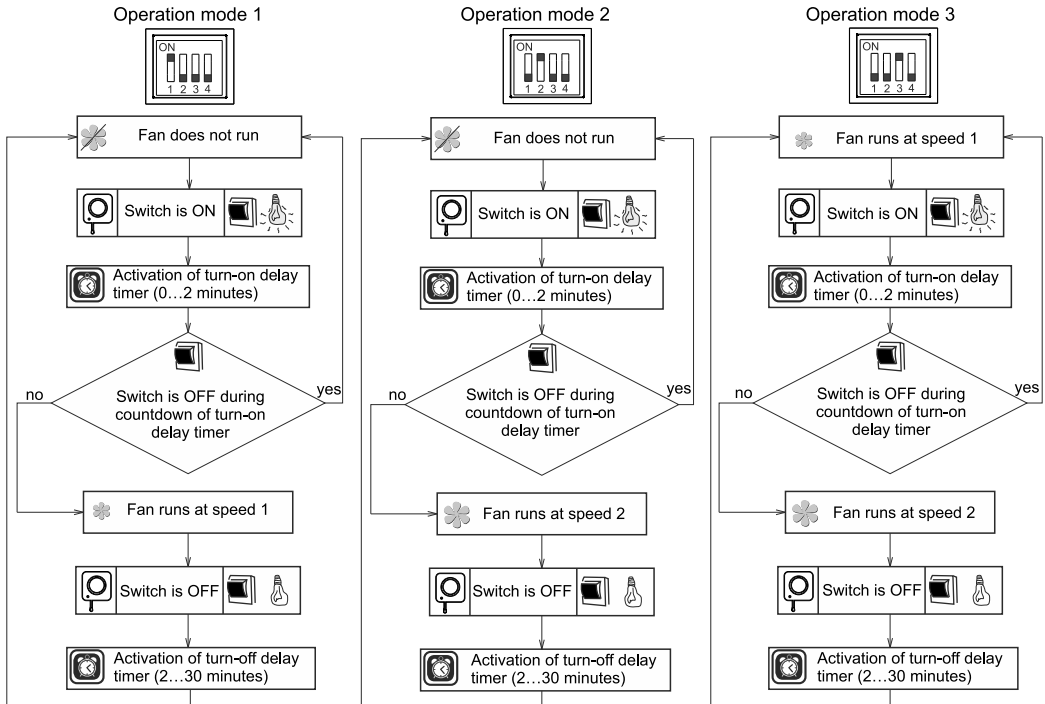 Operation mode 1
ON
1 2 3 4
Fan does not run
Switch is ON
Activation of turn-on delay
timer (0...2 minutes)
no
yes
Switch is OFF during
countdown of turn-on
delay timer
Fan runs at speed 1
Switch is OFF
Activation of turn-off delay
timer (2...30 minutes)
Operation mode 2
ON
1 2 3 4
Fan does not run
Switch is ON
Activation of turn-on delay
timer (0...2 minutes)
no
yes
Switch is OFF during
countdown of turn-on
delay timer
Fan runs at speed 2
Switch is OFF
Activation of turn-off delay
timer (2...30 minutes)
Operation mode 3
ON
1 2 3 4
Fan runs at speed 1
Switch is ON
Activation of turn-on delay
timer (0...2 minutes)
no
yes
Switch is OFF during
countdown of turn-on
delay timer
Fan runs at speed 2
Switch is OFF
Activation of turn-off delay
timer (2...30 minutes)